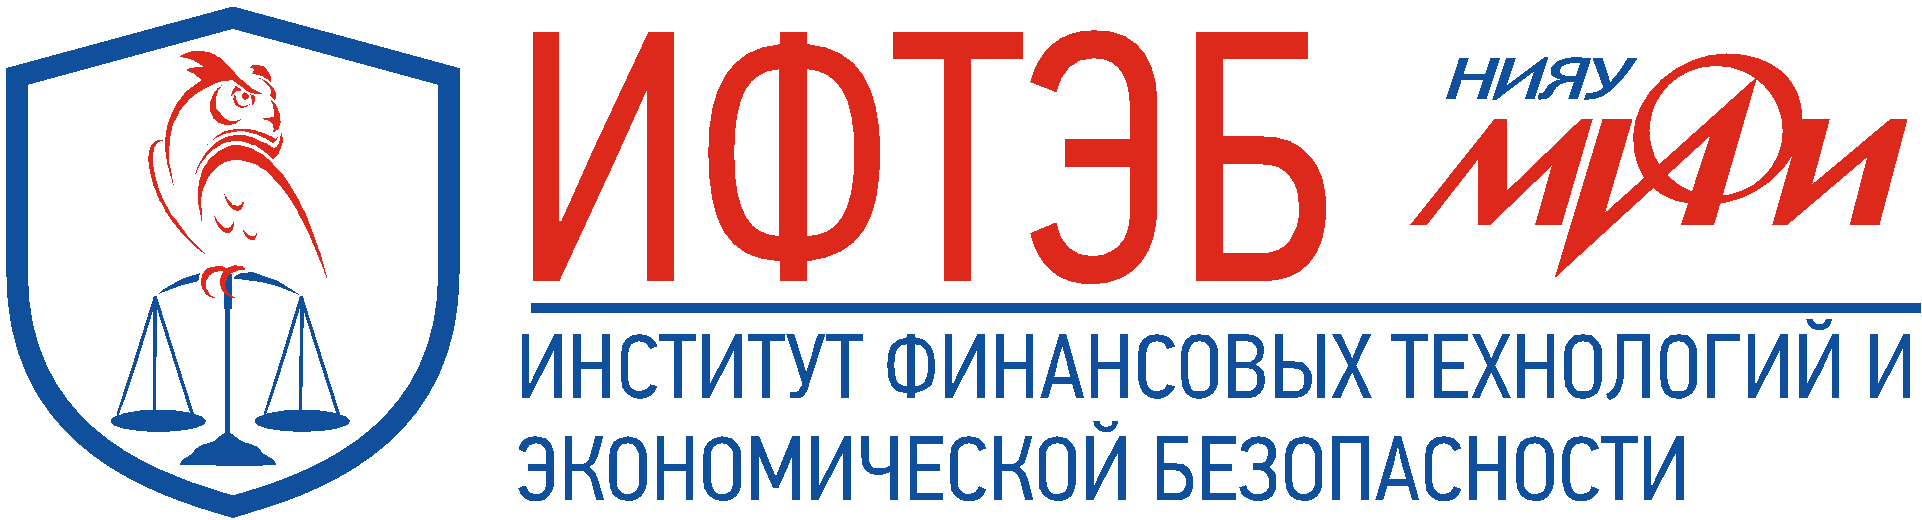 ИФТЭБ
НИЯУ
МИФИ
ИНСТИТУТ ФИНАНСОВЫХ ТЕХНОЛОГИЙ И
ЭКОНОМИЧЕСКОЙ БЕЗОПАСНОСТИ